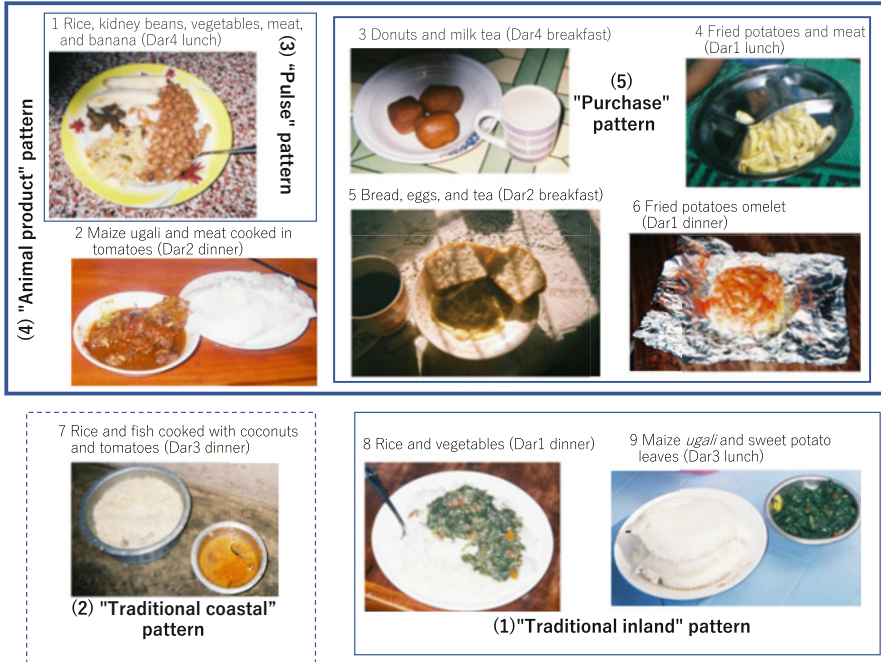 1 Rice, kidney beans, vegetables, meat,
and banana (Dar4 lunch)
(3) “Pulse” pattern
(4) "Animal product" pattern
2 Maize ugali and meat cooked in
tomatoes (Dar2 dinner)
3 Donuts and milk tea (Dar4 breakfast)
4 Fried potatoes and meat
(Dar1 lunch)
(5)
"Purchase"
pattern
5 Bread, eggs, and tea (Dar2 breakfast)
6 Fried potatoes omelet
(Dar1 dinner)
7 Rice and fish cooked with coconuts
and tomatoes (Dar3 dinner)
(2) "Traditional coastal”
pattern
8 Rice and vegetables (Dar1 dinner)
9 Maize ugali and sweet potato
leaves (Dar3 lunch)
(1)"Traditional inland" pattern